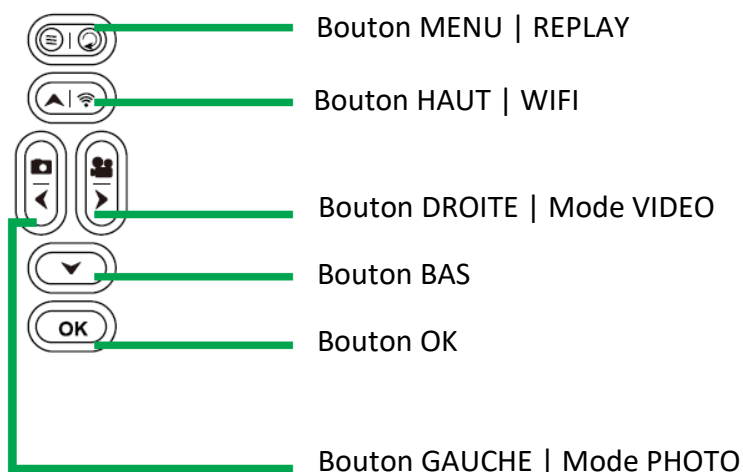 Bouton MENU | REPLAY
Bouton HAUT | WIFI
Bouton DROITE | Mode VIDEO
Bouton BAS
OK
Bouton OK
Bouton GAUCHE | Mode PHOTO